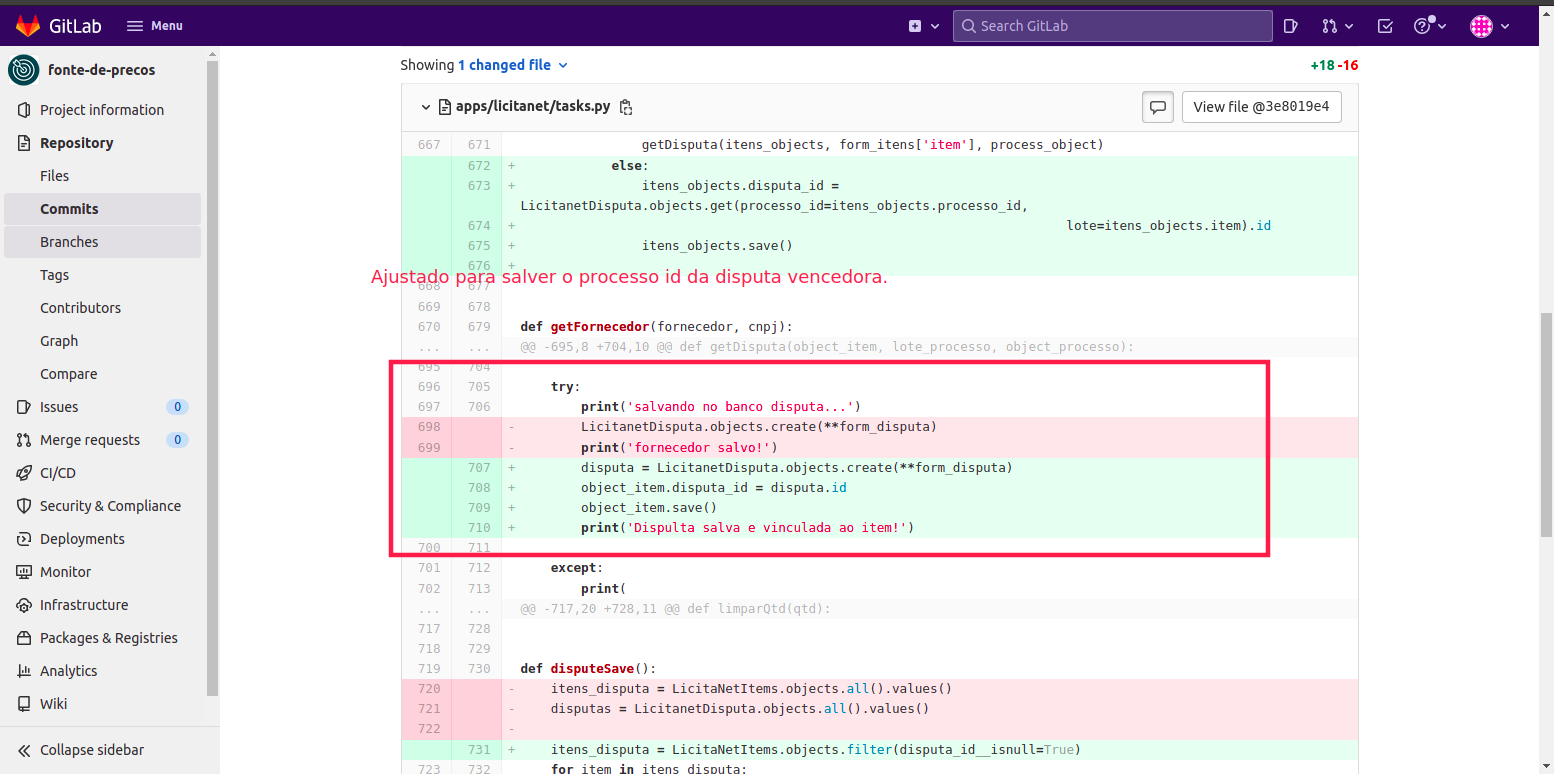 GitLab
Menu
Search GitLab
fonte-de-precos
Project information
Repository
Files
Commits
Branches
Tags
Contributors
Graph
Compare
Issues 0
Merge requests 0
CI/CD
Security & Compliance
Deployments
Monitor
Infrastructure
Packages & Registries
Analytics
Wiki
Collapse sidebar
Showing 1 changed file +18 -16
apps/licitanet/tasks.py View file @3e8019e4
667 671 getDisputa(itens_objects, form_itens['item'], process_object)
672 + else:
673 + itens_objects.disputa_id =
LicitanetDisputa.objects.get(processo_id=itens_objects.processo_id,
674 + lote=itens_objects.item).id
675 + itens_objects.save()
676 +
Ajustado para salver o processo id da disputa vencedora.
668 677
669 678
670 679 def getFornecedor(fornecedor, cnpj):
... ... @@ -695,8 +704,10 @@ def getDisputa(object_item, lote_processo, object_processo):
695 704
696 705 try:
697 706 print('salvando no banco disputa...')
698 - LicitanetDisputa.objects.create(**form_disputa)
699 - print('fornecedor salvo!')
707 + disputa = LicitanetDisputa.objects.create(**form_disputa)
708 + object_item.disputa_id = disputa.id
709 + object_item.save()
710 + print('Dispulta salva e vinculada ao item!')
700 711
701 712 except:
702 713 print(
... ... @@ -717,20 +728,11 @@ def limparQtd(qtd):
717 728
718 729
719 730 def disputeSave():
720 - itens_disputa = LicitaNetItems.objects.all().values()
721 - disputas = LicitanetDisputa.objects.all().values()
722 -
731 + itens_disputa = LicitaNetItems.objects.filter(disputa_id__isnull=True)
723 732 for item in itens_disputa: